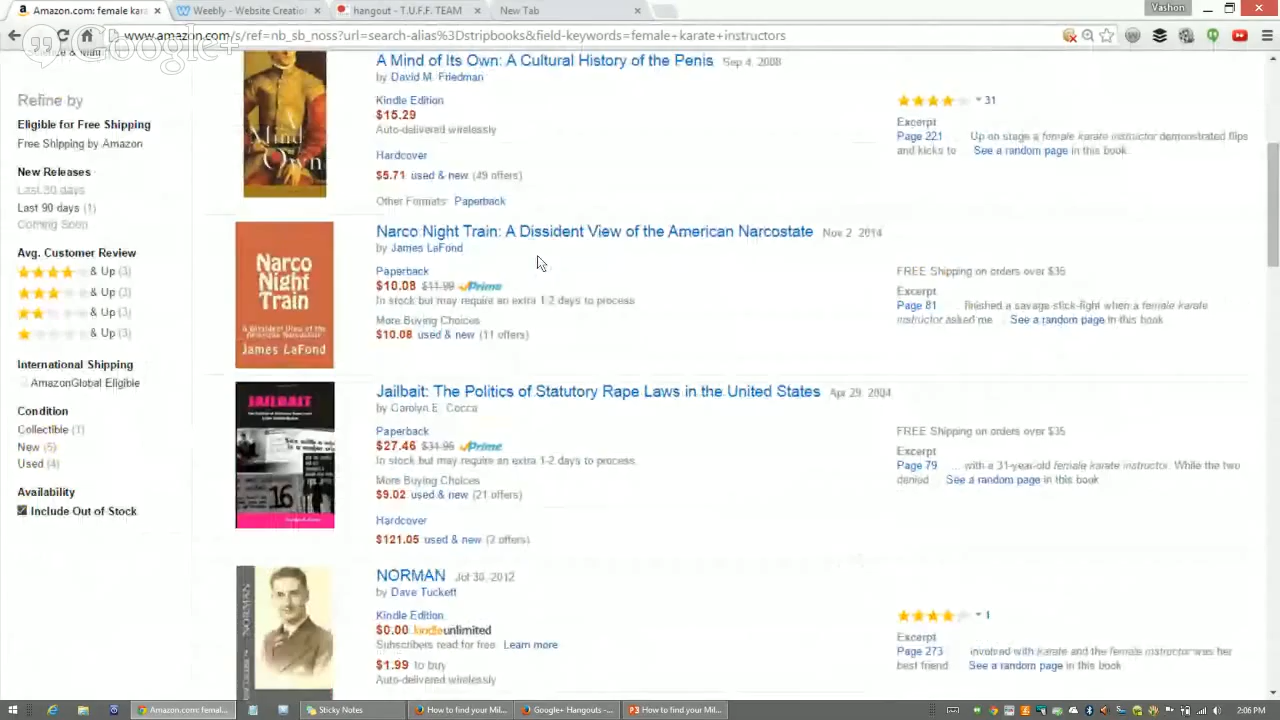 Amazon.com: female kara
Weebly - Website Creatio
hangout - T.U.F.F. TEAM
New Tab
Vashon
www.amazon.com/s/ref=nb_sb_noss?url=search-alias%3Dstripbooks&field-keywords=female+karate+instructors
Google+
Refine by
Eligible for Free Shipping
Free Shipping by Amazon
New Releases
Last 30 days
Last 90 days (1)
Coming Soon
Avg. Customer Review
& Up (3)
& Up (3)
& Up (3)
& Up (3)
International Shipping
AmazonGlobal Eligible
Condition
Collectible (1)
New (5)
Used (4)
Availability
Include Out of Stock
A Mind of Its Own: A Cultural History of the Penis Sep 4, 2008
by David M. Friedman
Kindle Edition
$15.29
Auto-delivered wirelessly
Hardcover
$5.71 used & new (49 offers)
Other Formats: Paperback
31
Excerpt
Page 221 Up on stage a female karate instructor demonstrated flips
and kicks to See a random page in this book.
A
Mind
Own
Narco Night Train: A Dissident View of the American Narcostate Nov 2, 2014
by James LaFond
Paperback
$10.08 $11.99 Prime
In stock but may require an extra 1-2 days to process
More Buying Choices
$10.08 used & new (11 offers)
FREE Shipping on orders over $35
Excerpt
Page 81 finished a savage stick-fight when a female karate
instructor asked me See a random page in this book
Narco
Night
Train
A Dissident View of the
American Narcostate
James LaFond
Jailbait: The Politics of Statutory Rape Laws in the United States Apr 29, 2004
by Carolyn E. Cocca
Paperback
$27.46 $31.95 Prime
In stock but may require an extra 1-2 days to process
More Buying Choices
$9.02 used & new (21 offers)
Hardcover
$121.05 used & new (2 offers)
FREE Shipping on orders over $35
Excerpt
Page 79 ... with a 31-year-old female karate instructor. While the two
denied See a random page in this book
JAILBAIT
16
NORMAN Jul 30, 2012
by Dave Tuckett
Kindle Edition
$0.00 kindleunlimited
Subscribers read for free Learn more
$1.99 to buy
Auto-delivered wirelessly
1
Excerpt
Page 273 involved with karate and the female instructor was her
best friend See a random page in this book
NORMAN
Amazon.com: femal...
Sticky Notes
How to find your Mil...
Google+ Hangouts -...
How to find your Mil...
2:06 PM